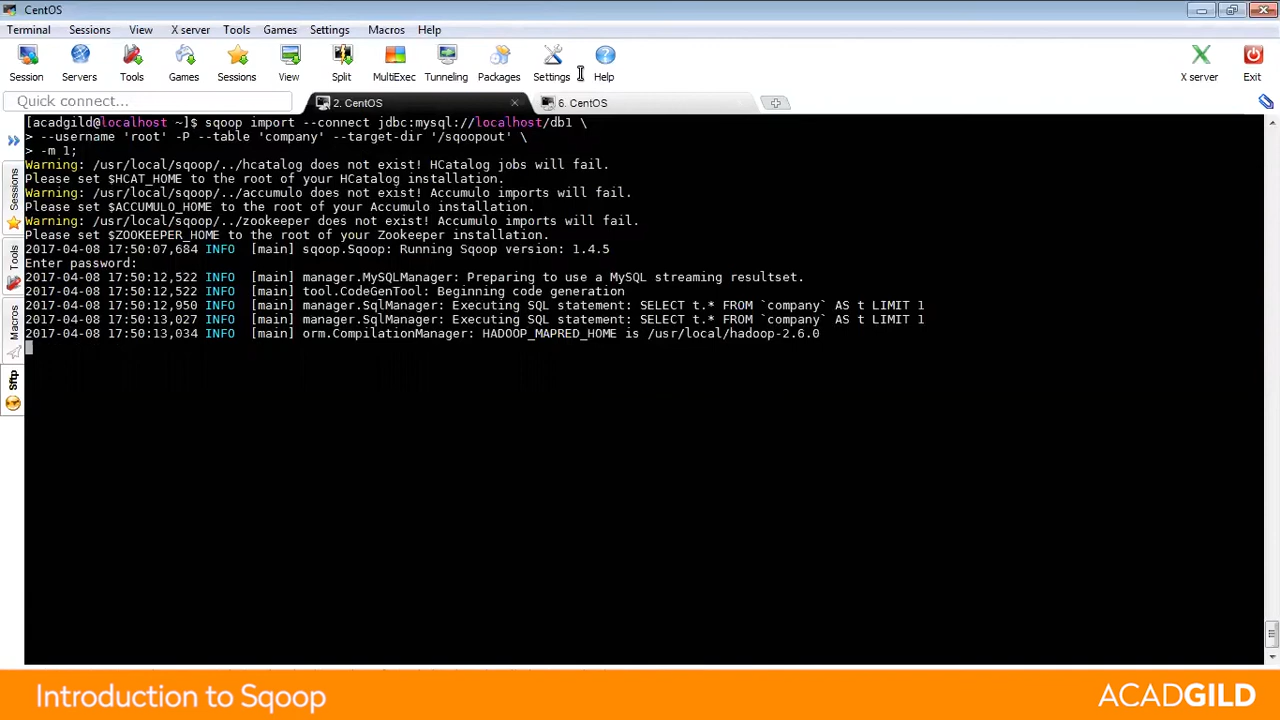 CentOS
Terminal Sessions View X server Tools Games Settings Macros Help
Session Servers Tools Games Sessions View Split MultiExec Tunneling Packages Settings Help X server Exit
Quick connect...
2. CentOS 6. CentOS
[acadgild@localhost ~]$ sqoop import --connect jdbc:mysql://localhost/db1 \
> --username 'root' -P --table 'company' --target-dir '/sqoopout' \
> -m 1;
Warning: /usr/local/sqoop/../hcatalog does not exist! HCatalog jobs will fail.
Please set $HCAT_HOME to the root of your HCatalog installation.
Warning: /usr/local/sqoop/../accumulo does not exist! Accumulo imports will fail.
Please set $ACCUMULO_HOME to the root of your Accumulo installation.
Warning: /usr/local/sqoop/../zookeeper does not exist! Accumulo imports will fail.
Please set $ZOOKEEPER_HOME to the root of your Zookeeper installation.
2017-04-08 17:50:07,684 INFO [main] sqoop.Sqoop: Running Sqoop version: 1.4.5
Enter password:
2017-04-08 17:50:12,522 INFO [main] manager.MySQLManager: Preparing to use a MySQL streaming resultset.
2017-04-08 17:50:12,522 INFO [main] tool.CodeGenTool: Beginning code generation
2017-04-08 17:50:12,950 INFO [main] manager.SqlManager: Executing SQL statement: SELECT t.* FROM `company` AS t LIMIT 1
2017-04-08 17:50:13,027 INFO [main] manager.SqlManager: Executing SQL statement: SELECT t.* FROM `company` AS t LIMIT 1
2017-04-08 17:50:13,034 INFO [main] orm.CompilationManager: HADOOP_MAPRED_HOME is /usr/local/hadoop-2.6.0
Sessions
Tools
Macros
Sftp
Introduction to Sqoop
ACADGILD